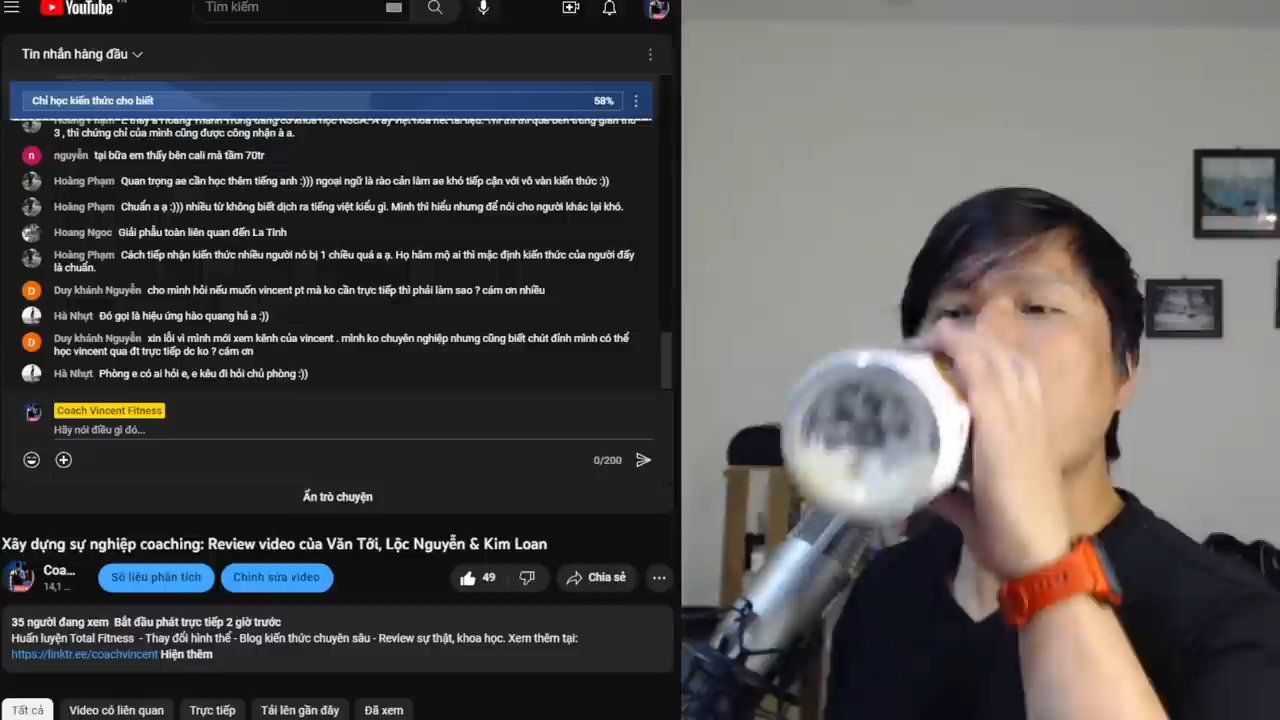 YouTube
Tìm kiếm
Tin nhắn hàng đầu
Chỉ học kiến thức cho biết 58%
3 , thì chứng chỉ của mình cũng được công nhận à a.
n nguyễn tại bữa em thấy bên cali mà tầm 70tr
Hoàng Phạm Quan trọng ae cần học thêm tiếng anh :))) ngoại ngữ là rào cản làm ae khó tiếp cận với vô vàn kiến thức :))
Hoàng Phạm Chuẩn a ạ :))) nhiều từ không biết dịch ra tiếng việt kiểu gì. Mình thì hiểu nhưng để nói cho người khác lại khó.
Hoang Ngoc Giải phẫu toàn liên quan đến La Tinh
Hoàng Phạm Cách tiếp nhận kiến thức nhiều người nó bị 1 chiều quá a ạ. Họ hâm mộ ai thì mặc định kiến thức của người đấy
là chuẩn.
D Duy khánh Nguyễn cho mình hỏi nếu muốn vincent pt mà ko cần trực tiếp thì phải làm sao ? cám ơn nhiều
Hà Nhựt Đó gọi là hiệu ứng hào quang hả a :))
D Duy khánh Nguyễn xin lỗi vì mình mới xem kênh của vincent . mình ko chuyên nghiệp nhưng cũng biết chút đỉnh mình có thể
học vincent qua đt trực tiếp dc ko ? cám ơn
Hà Nhựt Phòng e có ai hỏi e, e kêu đi hỏi chủ phòng :))
Coach Vincent Fitness
Hãy nói điều gì đó...
0/200
Ẩn trò chuyện
Xây dựng sự nghiệp coaching: Review video của Văn Tới, Lộc Nguyễn & Kim Loan
Coa...
14,1 ...
Số liệu phân tích
Chỉnh sửa video
49
Chia sẻ
35 người đang xem Bắt đầu phát trực tiếp 2 giờ trước
Huấn luyện Total Fitness - Thay đổi hình thể - Blog kiến thức chuyên sâu - Review sự thật, khoa học. Xem thêm tại:
https://linktr.ee/coachvincent Hiện thêm
Tất cả Video có liên quan Trực tiếp Tải lên gần đây Đã xem